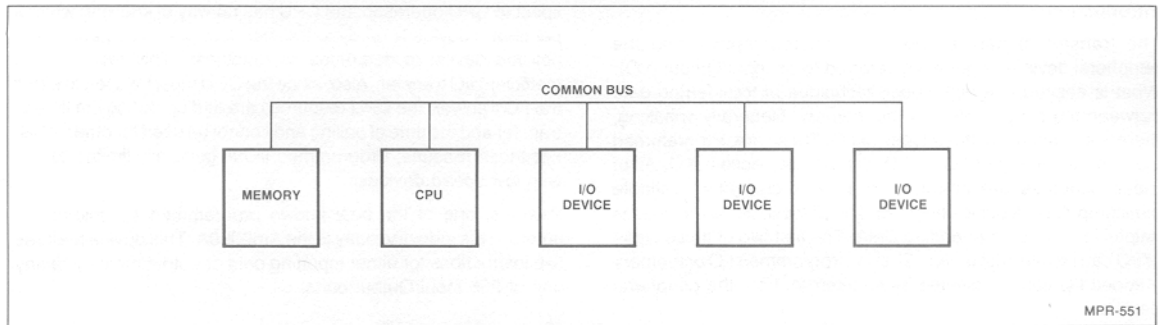 COMMON BUS
MEMORY
CPU
I/O
DEVICE
I/O
DEVICE
I/O
DEVICE
MPR-551